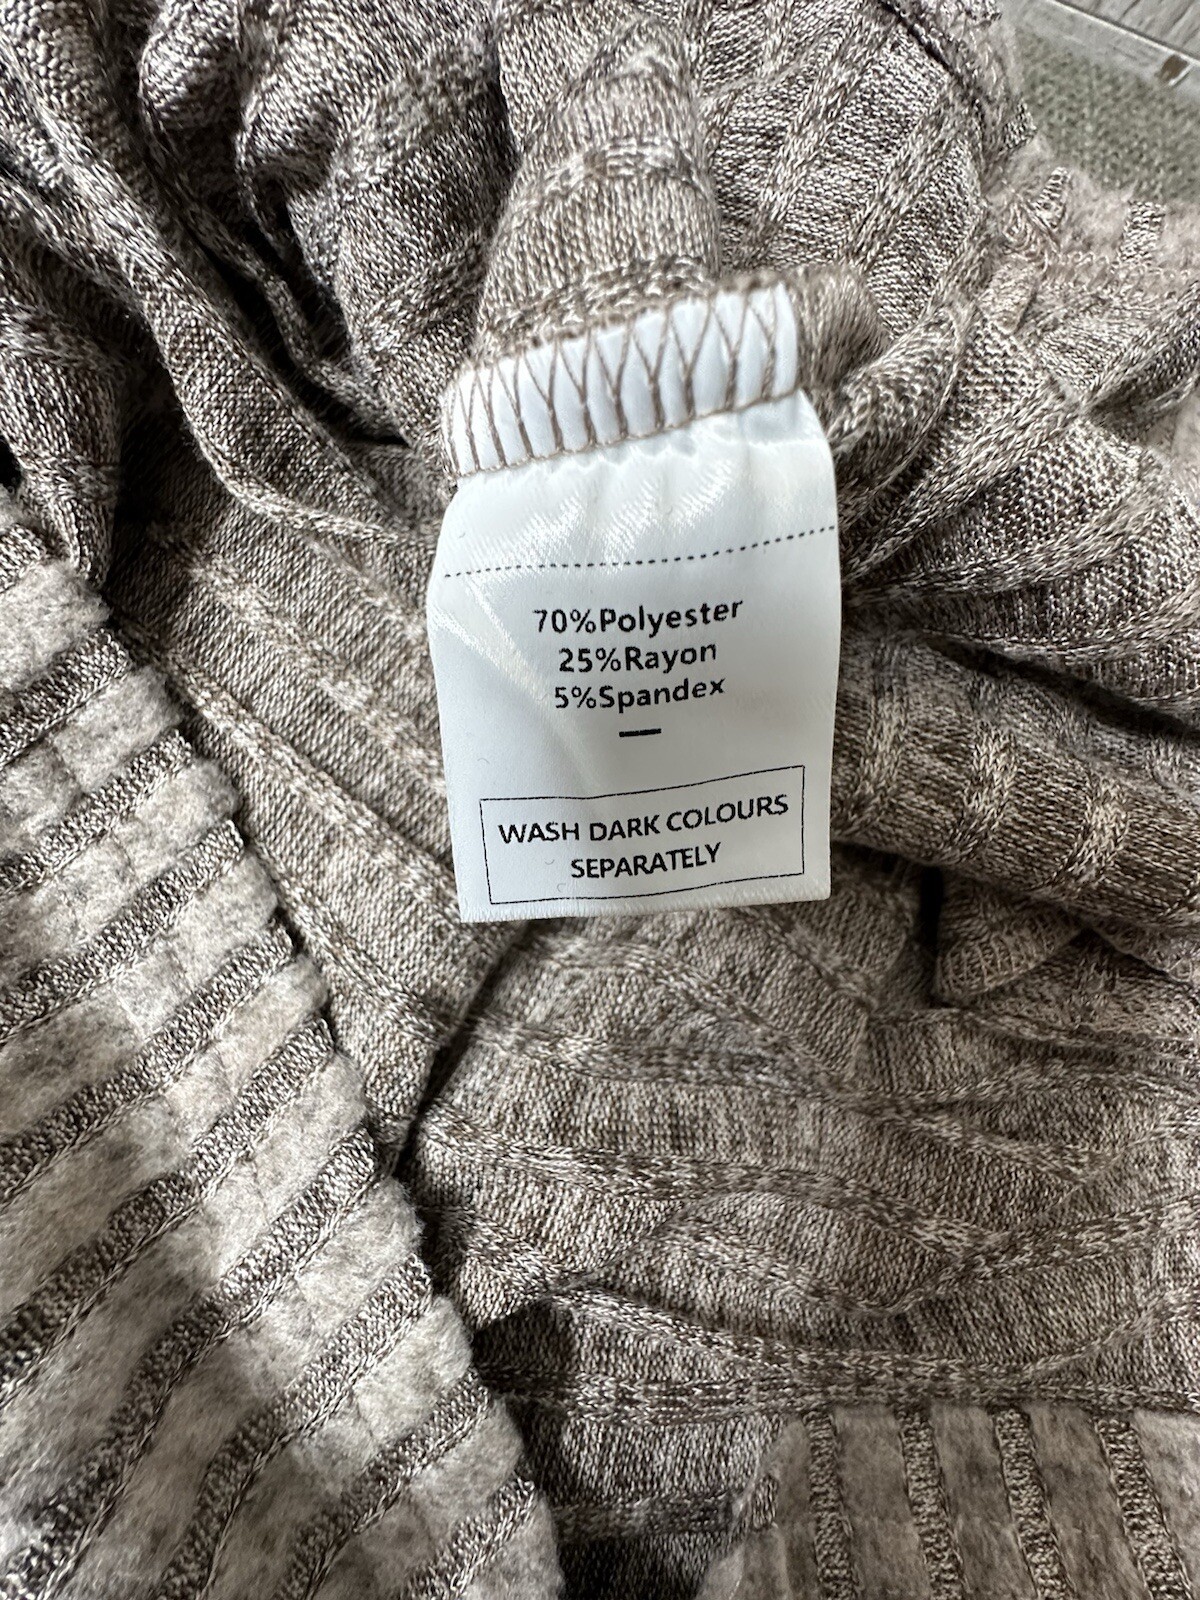 70%Polyester
25%Rayon
5%Spandex
WASH DARK COLOURS
SEPARATELY